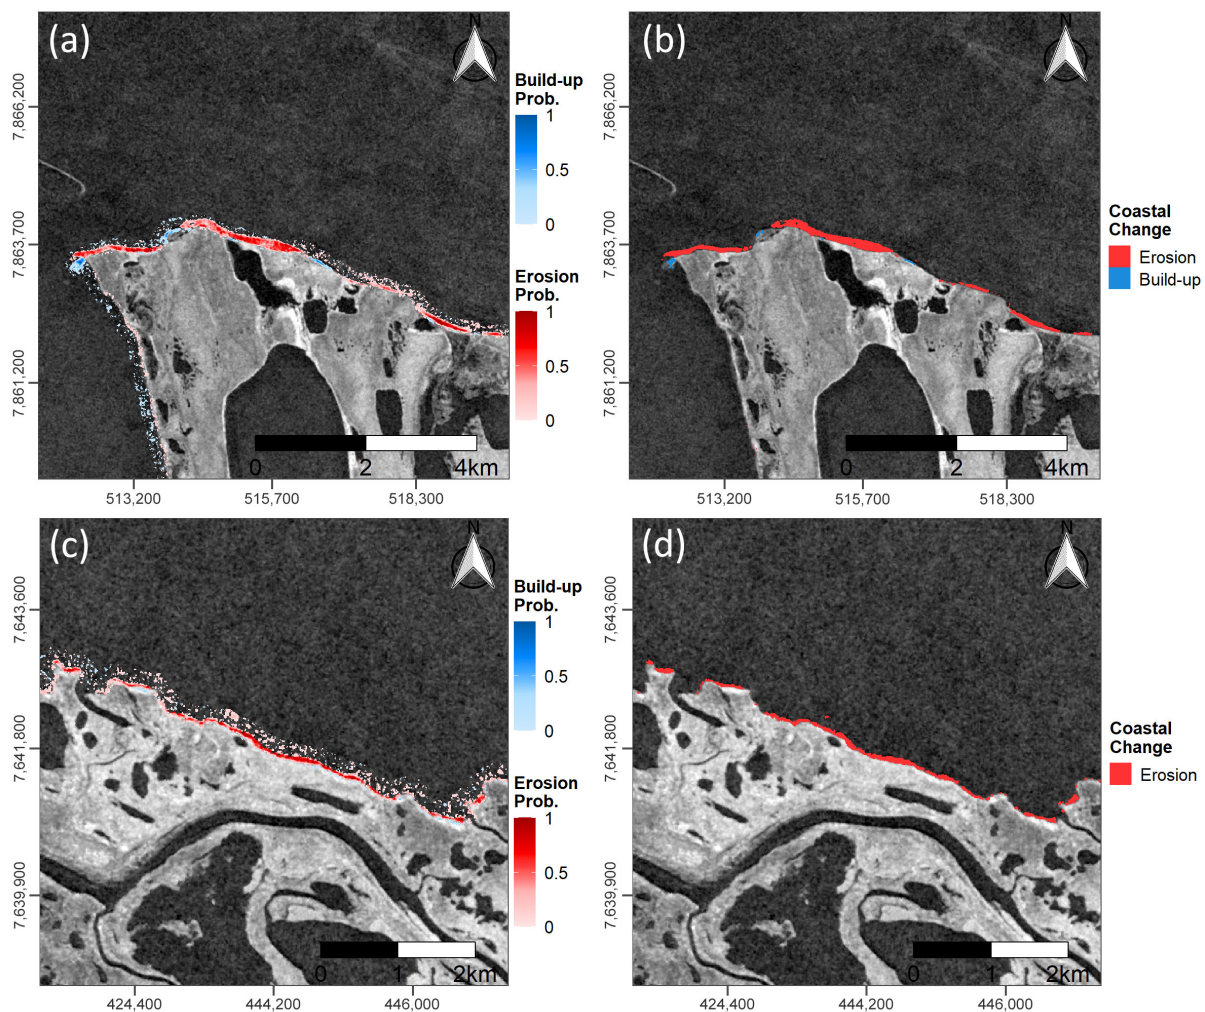 (a)
N
7,866,200
7,863,700
7,861,200
Build-up
Prob.
1
0.5
0
Erosion
Prob.
1
0.5
0
0 2 4km
513,200 515,700 518,300
(b)
N
7,866,200
7,863,700
7,861,200
Coastal
Change
Erosion
Build-up
0 2 4km
513,200 515,700 518,300
(c)
N
7,643,600
7,641,800
7,639,900
Build-up
Prob.
1
0.5
0
Erosion
Prob.
1
0.5
0
0 1 2km
424,400 444,200 446,000
(d)
N
7,643,600
7,641,800
7,639,900
Coastal
Change
Erosion
0 1 2km
424,400 444,200 446,000